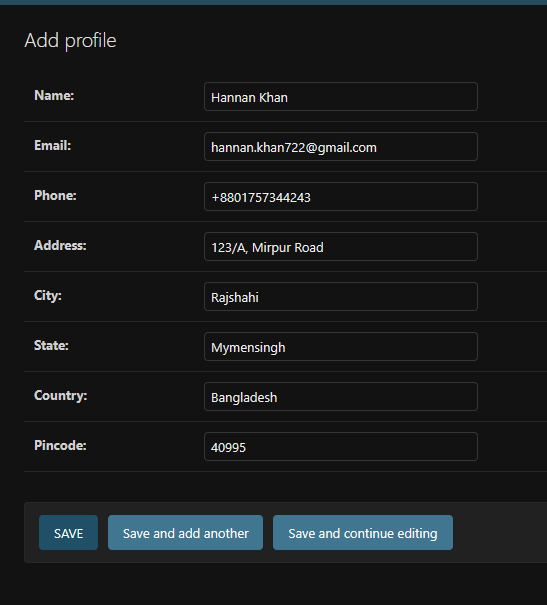 Add profile
Name: Hannan Khan
Email: hannan.khan722@gmail.com
Phone: +8801757344243
Address: 123/A, Mirpur Road
City: Rajshahi
State: Mymensingh
Country: Bangladesh
Pincode: 40995
SAVE Save and add another Save and continue editing